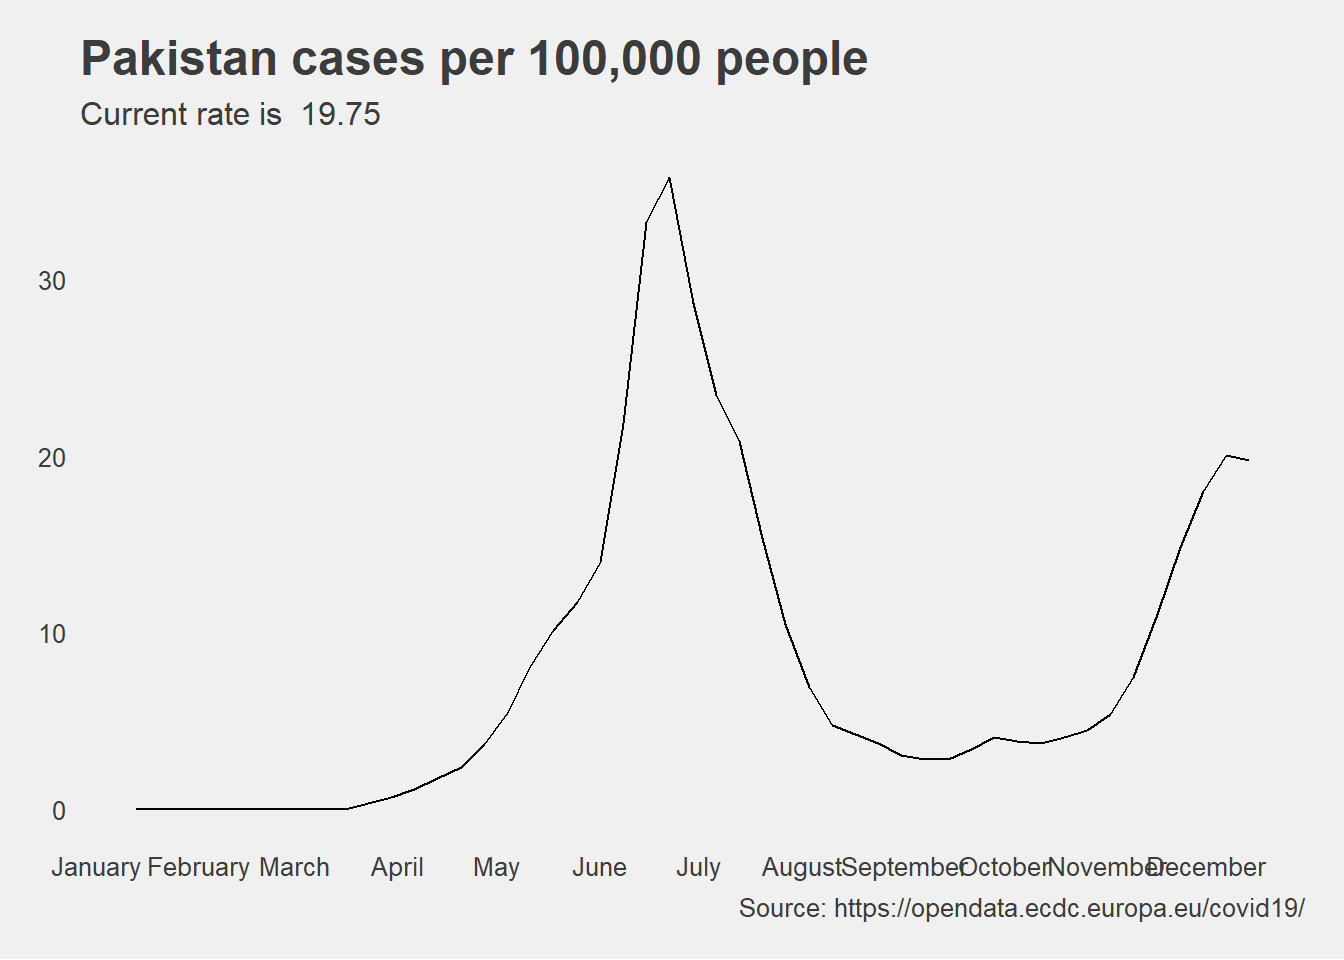 Pakistan cases per 100,000 people
Current rate is  19.75
30
20
10
0
January February March April May June July August September October November December
Source: https://opendata.ecdc.europa.eu/covid19/